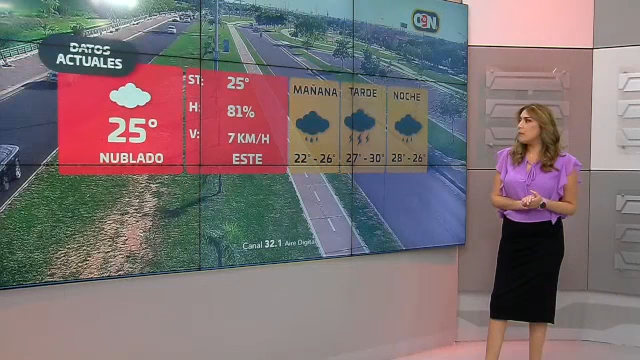 C9N
DATOS
ACTUALES
25°
NUBLADO
ST: 25°
H: 81%
V: 7 KM/H
ESTE
MAÑANA
22° - 26°
TARDE
27° - 30°
NOCHE
28° - 26°
Canal 32.1 Aire Digital